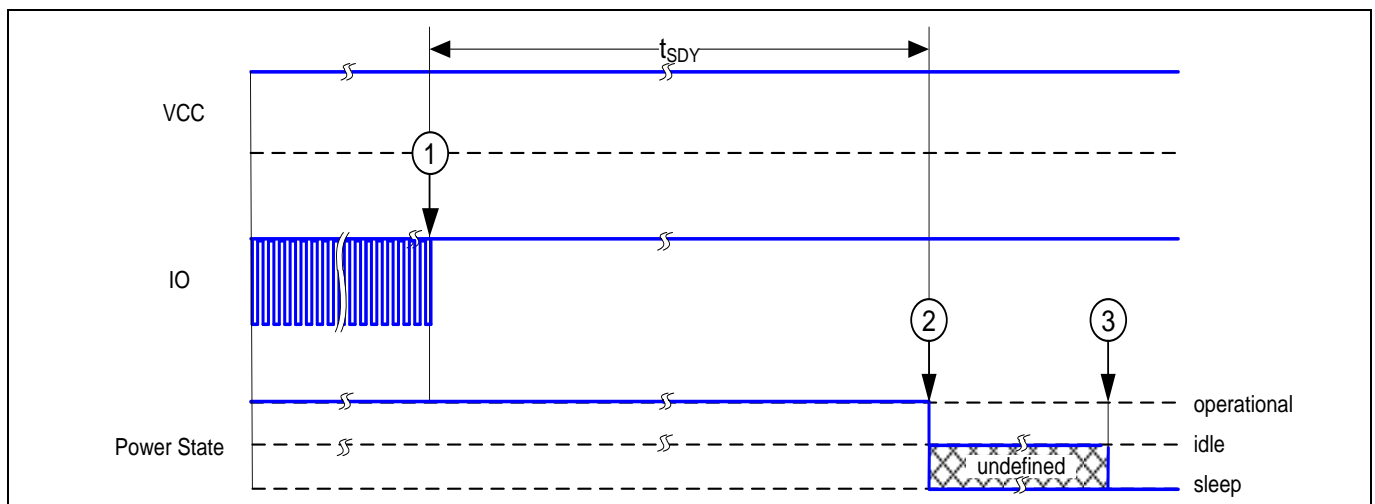 tSDY
VCC
1
IO
2
3
operational
Power State
idle
undefined
sleep